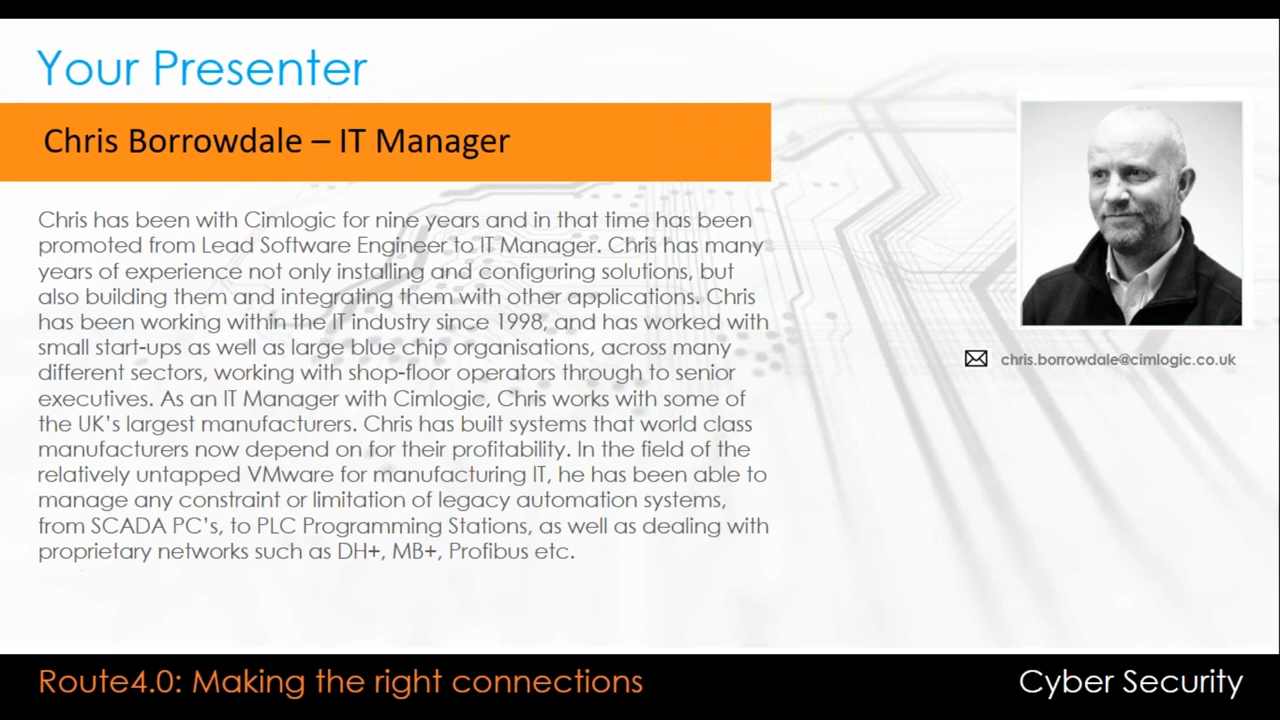 Your Presenter
Chris Borrowdale – IT Manager
Chris has been with Cimlogic for nine years and in that time has been
promoted from Lead Software Engineer to IT Manager. Chris has many
years of experience not only installing and configuring solutions, but
also building them and integrating them with other applications. Chris
has been working within the IT industry since 1998, and has worked with
small start-ups as well as large blue chip organisations, across many
different sectors, working with shop-floor operators through to senior
executives. As an IT Manager with Cimlogic, Chris works with some of
the UK's largest manufacturers. Chris has built systems that world class
manufacturers now depend on for their profitability. In the field of the
relatively untapped VMware for manufacturing IT, he has been able to
manage any constraint or limitation of legacy automation systems,
from SCADA PC's, to PLC Programming Stations, as well as dealing with
proprietary networks such as DH+, MB+, Profibus etc.
chris.borrowdale@cimlogic.co.uk
Route4.0: Making the right connections
Cyber Security